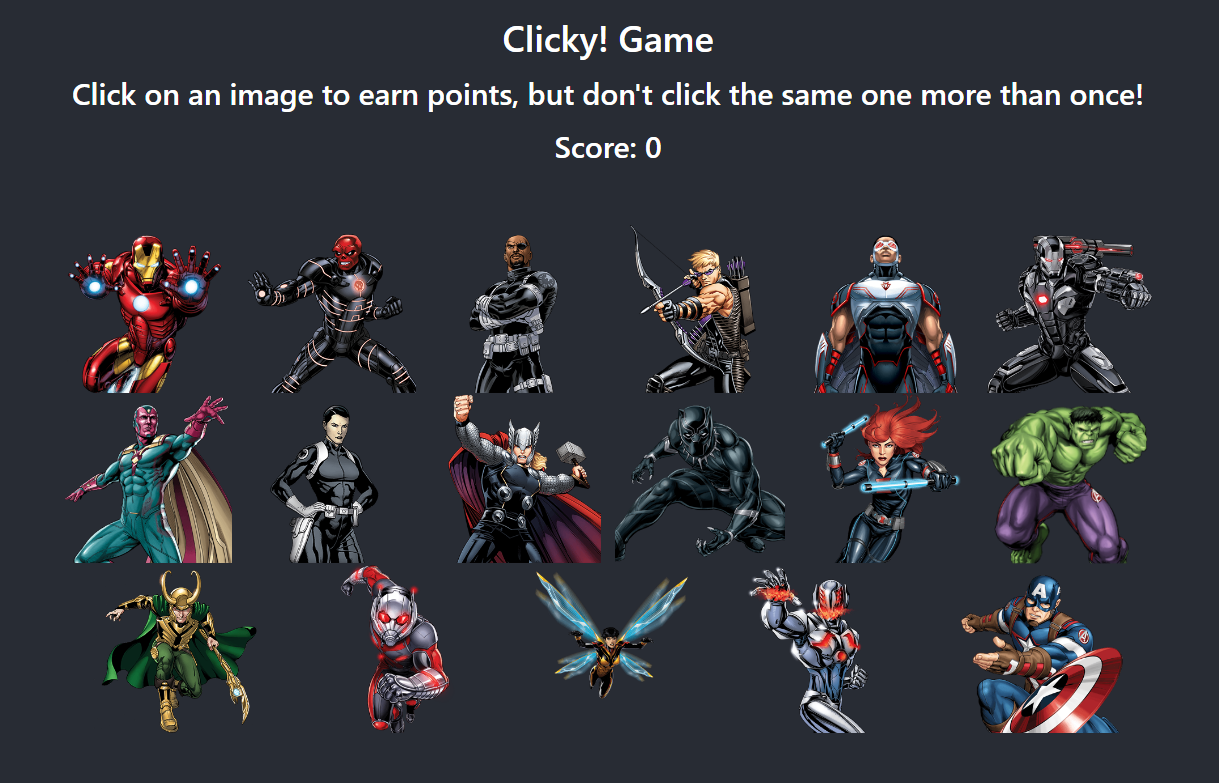 Clicky! Game
Click on an image to earn points, but don't click the same one more than once!
Score: 0